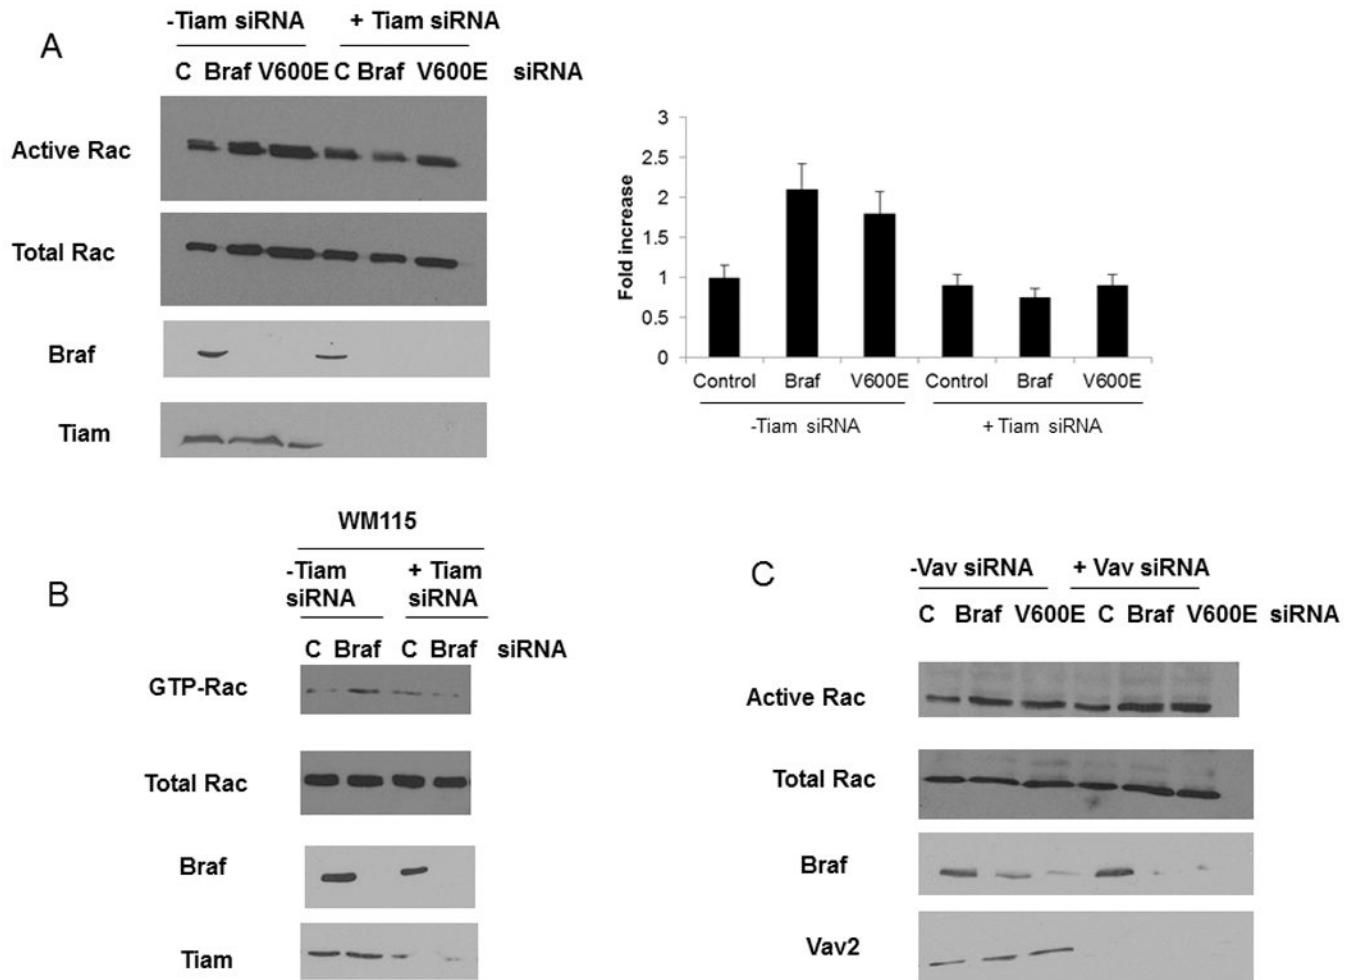 A
-Tiam siRNA + Tiam siRNA
C Braf V600E C Braf V600E siRNA
Active Rac
Total Rac
Braf
Tiam
Fold increase
3
2.5
2
1.5
1
0.5
0
Control Braf V600E Control Braf V600E
-Tiam siRNA + Tiam siRNA
B
WM115
-Tiam + Tiam
siRNA siRNA
C Braf C Braf siRNA
GTP-Rac
Total Rac
Braf
Tiam
C
-Vav siRNA + Vav siRNA
C Braf V600E C Braf V600E siRNA
Active Rac
Total Rac
Braf
Vav2